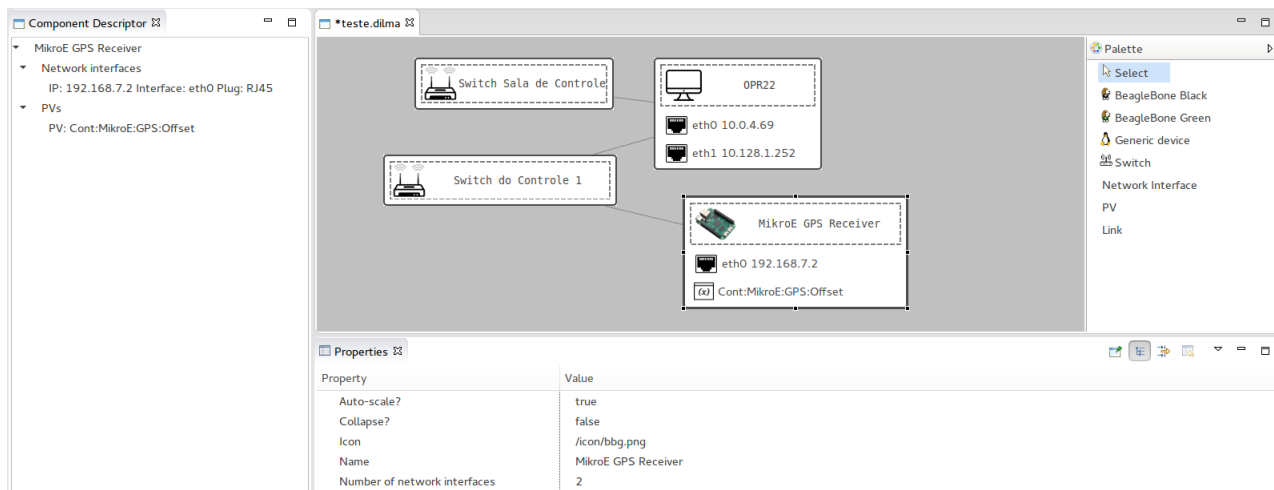 Component Descriptor
MikroE GPS Receiver
Network interfaces
IP: 192.168.7.2 Interface: eth0 Plug: RJ45
PVs
PV: Cont:MikroE:GPS:Offset
*teste.dilma
Switch Sala de Controle
OPR22
eth0 10.0.4.69
eth1 10.128.1.252
Switch do Controle 1
MikroE GPS Receiver
eth0 192.168.7.2
(x) Cont:MikroE:GPS:Offset
Palette
Select
BeagleBone Black
BeagleBone Green
Generic device
Switch
Network Interface
PV
Link
Properties
Property Value
Auto-scale? true
Collapse? false
Icon /icon/bbg.png
Name MikroE GPS Receiver
Number of network interfaces 2